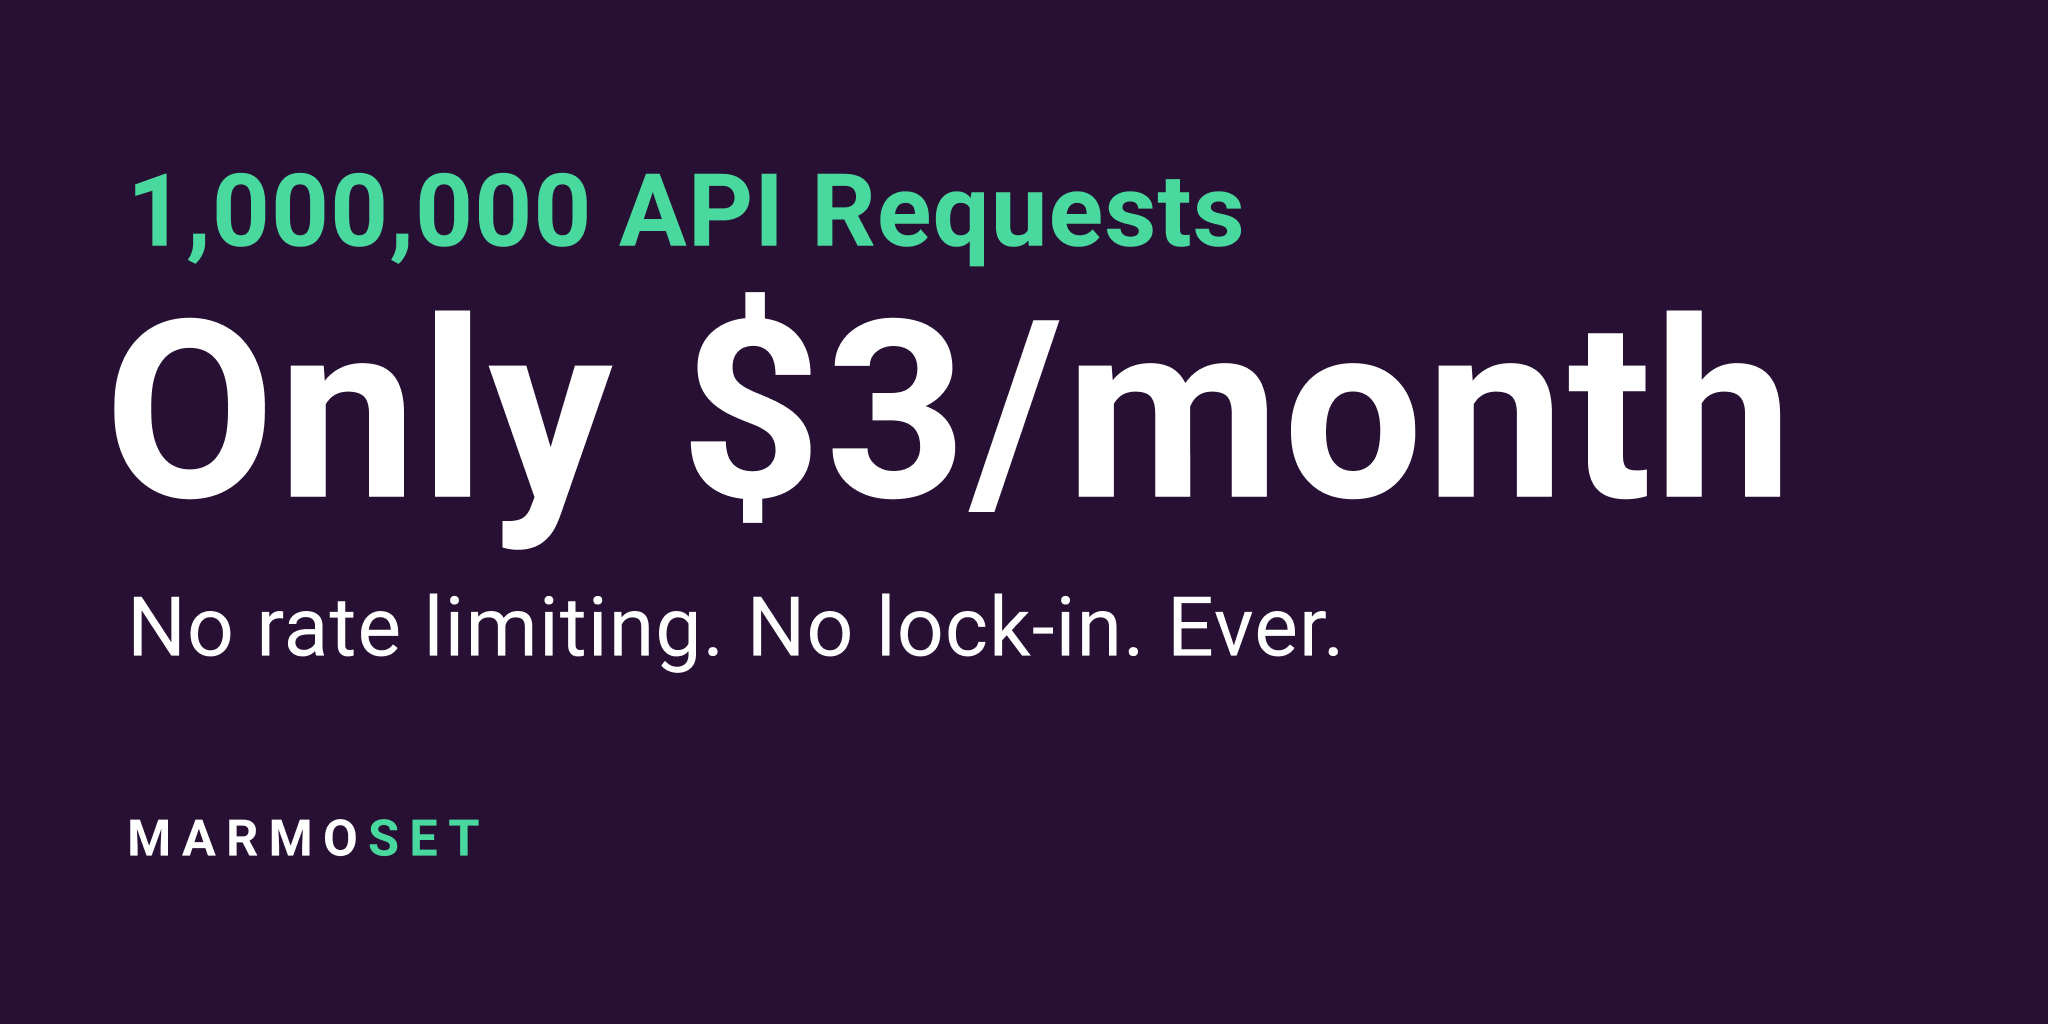 1,000,000 API Requests
Only $3/month
No rate limiting. No lock-in. Ever.
MARMOSET